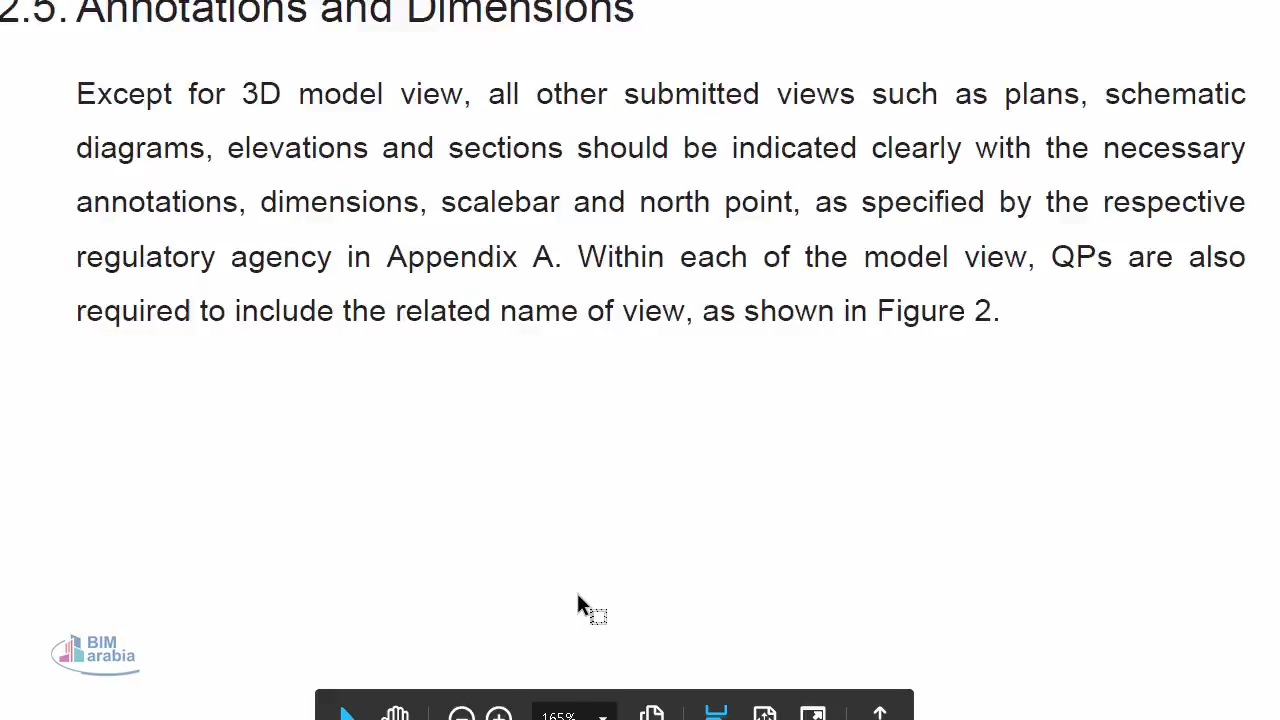 2.5. Annotations and Dimensions
Except for 3D model view, all other submitted views such as plans, schematic
diagrams, elevations and sections should be indicated clearly with the necessary
annotations, dimensions, scalebar and north point, as specified by the respective
regulatory agency in Appendix A. Within each of the model view, QPs are also
required to include the related name of view, as shown in Figure 2.
BIM
arabia
165%